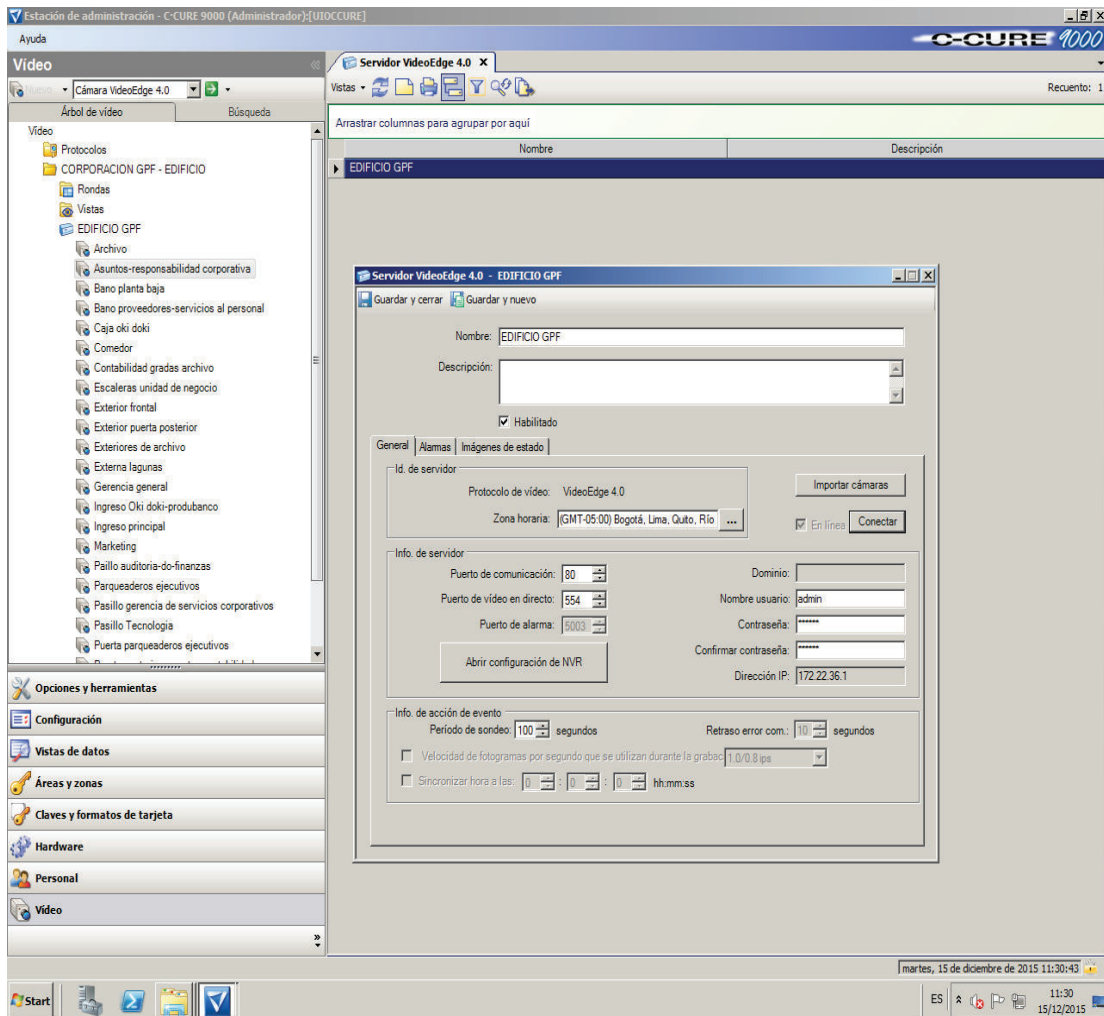 Estación de administración - C·CURE 9000 (Administrador):[UIOCCURE]
Ayuda
C·CURE 9000
Vídeo
Nuevo
Cámara VideoEdge 4.0
Árbol de vídeo
Búsqueda
Vídeo
Protocolos
CORPORACION GPF - EDIFICIO
Rondas
Vistas
EDIFICIO GPF
Archivo
Asuntos-responsabilidad corporativa
Bano planta baja
Bano proveedores-servicios al personal
Caja oki doki
Comedor
Contabilidad gradas archivo
Escaleras unidad de negocio
Exterior frontal
Exterior puerta posterior
Exteriores de archivo
Externa lagunas
Gerencia general
Ingreso Oki doki-produbanco
Ingreso principal
Marketing
Paillo auditoria-do-finanzas
Parqueaderos ejecutivos
Pasillo gerencia de servicios corporativos
Pasillo Tecnologia
Puerta parqueaderos ejecutivos
Opciones y herramientas
Configuración
Vistas de datos
Áreas y zonas
Claves y formatos de tarjeta
Hardware
Personal
Vídeo
Servidor VideoEdge 4.0 X
Vistas
Recuento: 1
Arrastrar columnas para agrupar por aquí
Nombre
Descripción
EDIFICIO GPF
Servidor VideoEdge 4.0 - EDIFICIO GPF
Guardar y cerrar
Guardar y nuevo
Nombre: EDIFICIO GPF
Descripción:
Habilitado
General
Alarmas
Imágenes de estado
Id. de servidor
Protocolo de vídeo: VideoEdge 4.0
Zona horaria: (GMT-05:00) Bogotá, Lima, Quito, Río ...
Importar cámaras
En línea
Conectar
Info. de servidor
Puerto de comunicación: 80
Puerto de vídeo en directo: 554
Puerto de alarma: 5003
Abrir configuración de NVR
Dominio:
Nombre usuario: admin
Contraseña: ******
Confirmar contraseña: ******
Dirección IP: 172.22.36.1
Info. de acción de evento
Período de sondeo: 100 segundos
Retraso error com.: 10 segundos
Velocidad de fotogramas por segundo que se utilizan durante la grabac 1.0/0.8 ips
Sincronizar hora a las: 0 : 0 : 0 hh:mm:ss
martes, 15 de diciembre de 2015 11:30:43
Start
ES
11:30
15/12/2015